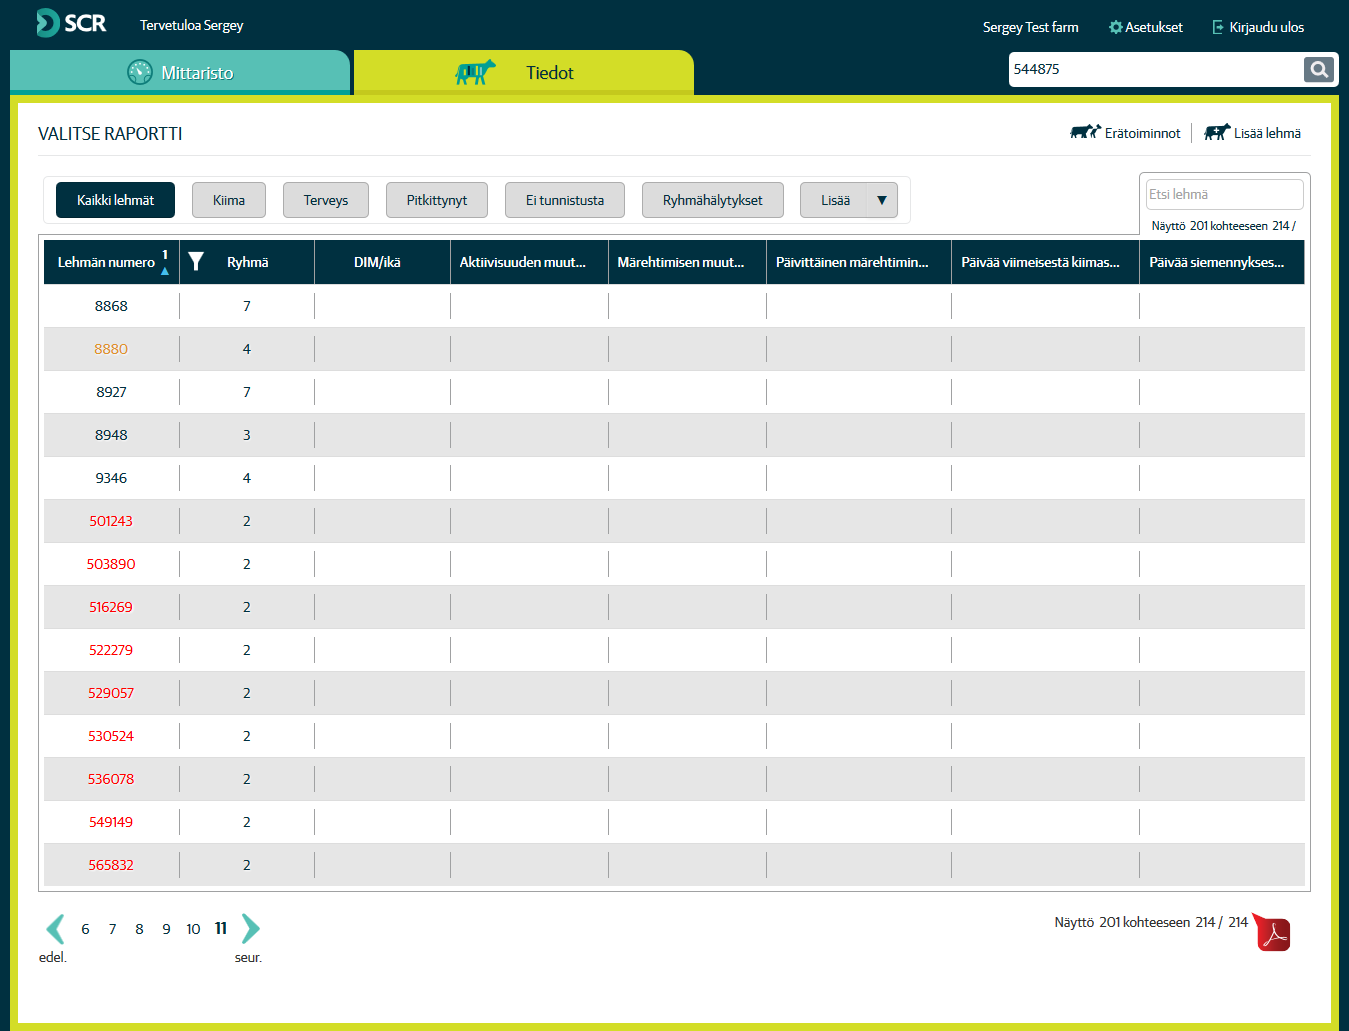 SCR
Tervetuloa Sergey
Sergey Test farm
Asetukset
Kirjaudu ulos
Mittaristo
Tiedot
544875
VALITSE RAPORTTI
Erätoiminnot
Lisää lehmä
Kaikki lehmät
Kiima
Terveys
Pitkittynyt
Ei tunnistusta
Ryhmähälytykset
Lisää
Etsi lehmä
Näyttö 201 kohteeseen 214 /
Lehmän numero 1
Ryhmä
DIM/ikä
Aktiivisuuden muut...
Märehtimisen muut...
Päivittäinen märehtimin...
Päivää viimeisestä kiimas...
Päivää siemennykses...
8868 7
8880 4
8927 7
8948 3
9346 4
501243 2
503890 2
516269 2
522279 2
529057 2
530524 2
536078 2
549149 2
565832 2
6 7 8 9 10 11
edel.
seur.
Näyttö 201 kohteeseen 214 / 214